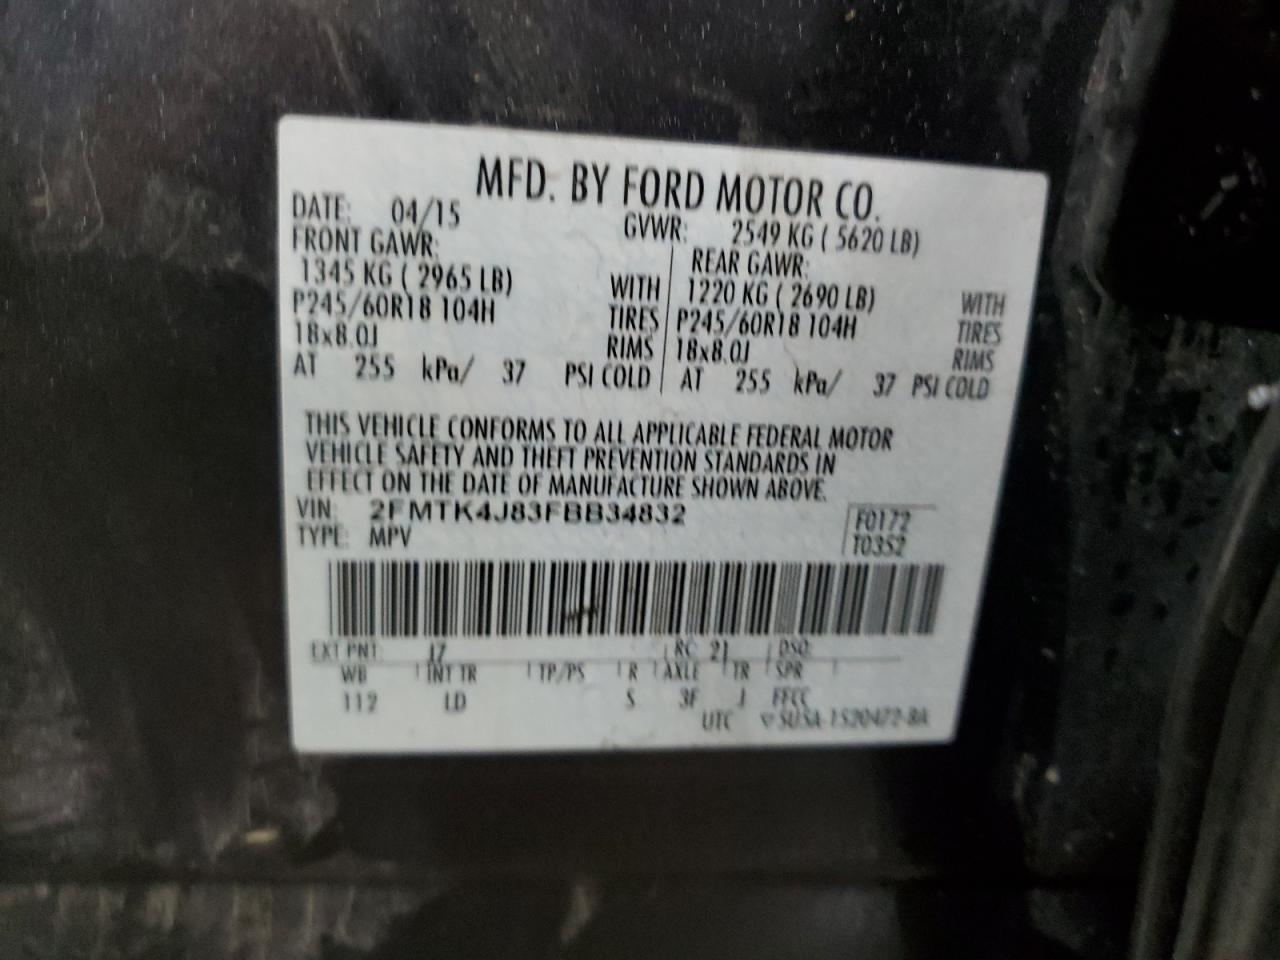 MFD. BY FORD MOTOR CO.
DATE: 04/15 GVWR: 2549 KG ( 5620 LB)
FRONT GAWR: REAR GAWR:
1345 KG ( 2965 LB) WITH 1220 KG ( 2690 LB) WITH
P245/60R18 104H TIRES P245/60R18 104H TIRES
18x8.0J RIMS 18x8.0J RIMS
AT 255 kPa/ 37 PSI COLD AT 255 kPa/ 37 PSI COLD
THIS VEHICLE CONFORMS TO ALL APPLICABLE FEDERAL MOTOR
VEHICLE SAFETY AND THEFT PREVENTION STANDARDS IN
EFFECT ON THE DATE OF MANUFACTURE SHOWN ABOVE.
VIN: 2FMTK4J83FBB34832 F0172
TYPE: MPV T0352
EXT PNT: J7 RC: 21 DSO:
WB INT TR TP/PS R AXLE TR SPR
112 LD S 3F J FFCC
UTC ▽ 5U5A-1520472-BA